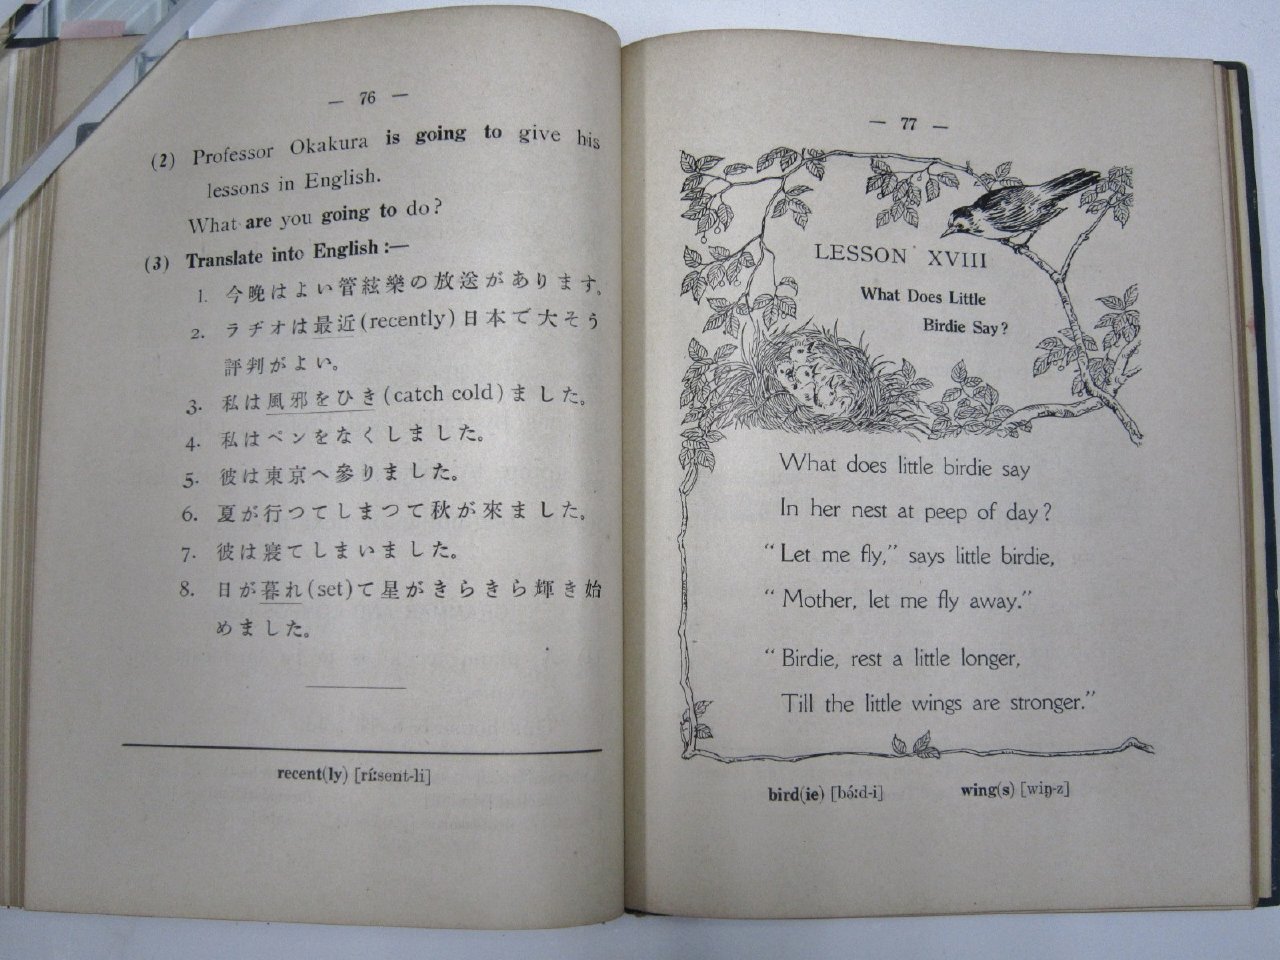 — 76 —
(2) Professor Okakura is going to give his
lessons in English.
What are you going to do?
(3) Translate into English:—
1. 今晩はよい管絃樂の放送があります。
2. ラヂオは最近(recently)日本で大そう
評判がよい。
3. 私は風邪をひき(catch cold)ました。
4. 私はペンをなくしました。
5. 彼は東京へ參りました。
6. 夏が行つてしまつて秋が來ました。
7. 彼は寢てしまいました。
8. 日が暮れ(set)て星がきらきら輝き始
めました。
recent(ly) [ríːsent-li]
— 77 —
LESSON XVIII
What Does Little
Birdie Say?
What does little birdie say
In her nest at peep of day?
“Let me fly,” says little birdie,
“Mother, let me fly away.”
“Birdie, rest a little longer,
Till the little wings are stronger.”
bird(ie) [bə́ːd-i] wing(s) [wiŋ-z]